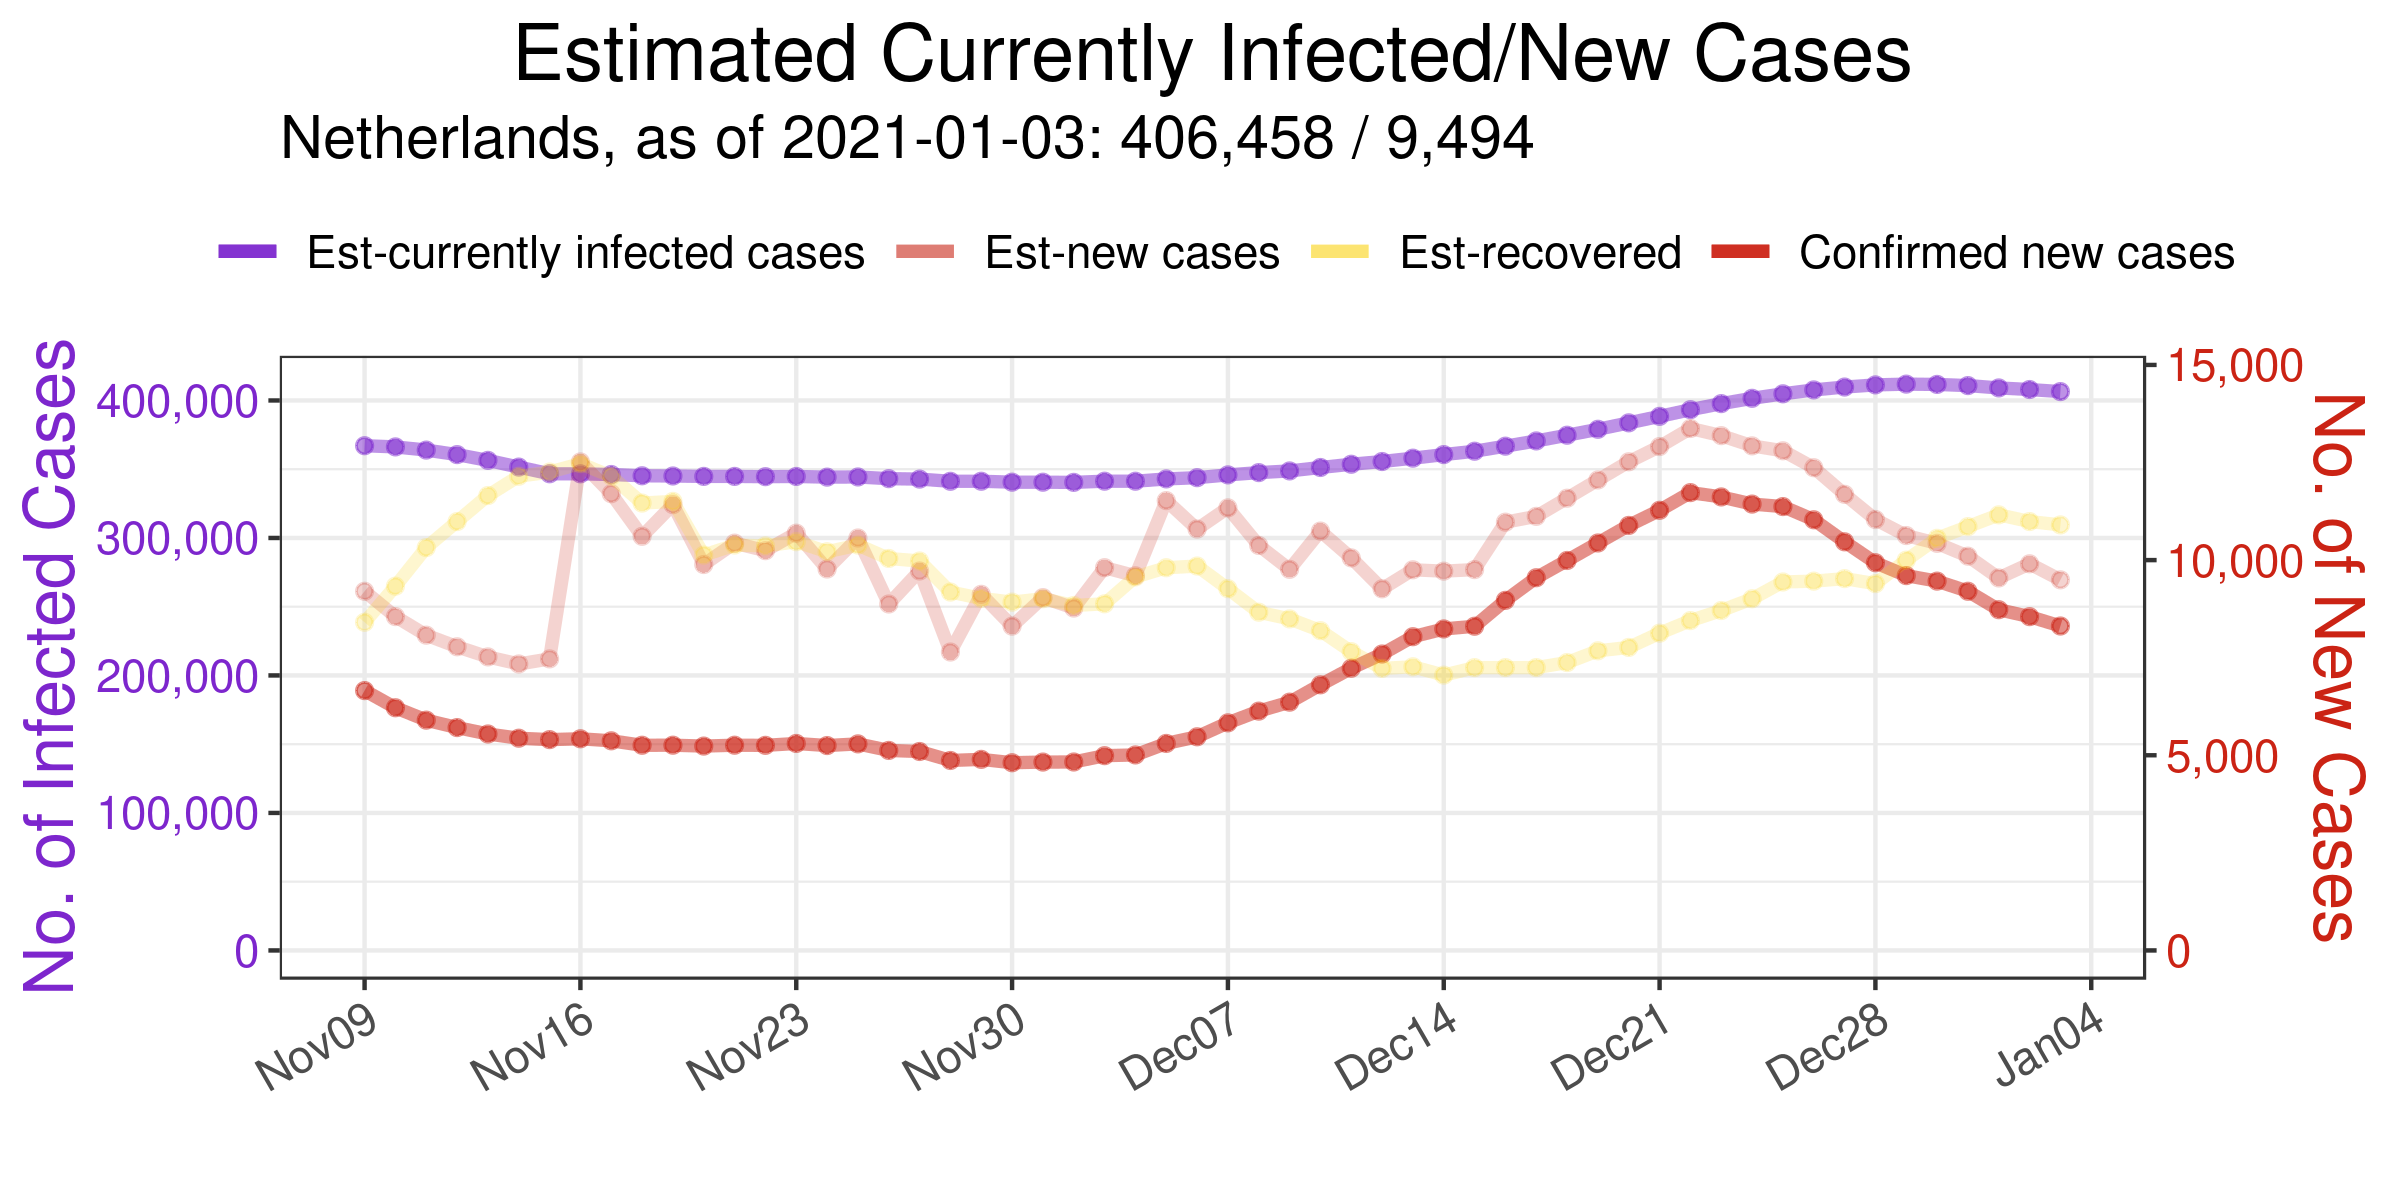 Estimated Currently Infected/New Cases
Netherlands, as of 2021-01-03: 406,458 / 9,494
Est-currently infected cases Est-new cases Est-recovered Confirmed new cases
No. of Infected Cases
400,000
300,000
200,000
100,000
0
15,000
10,000
5,000
0
No. of New Cases
Nov09 Nov16 Nov23 Nov30 Dec07 Dec14 Dec21 Dec28 Jan04